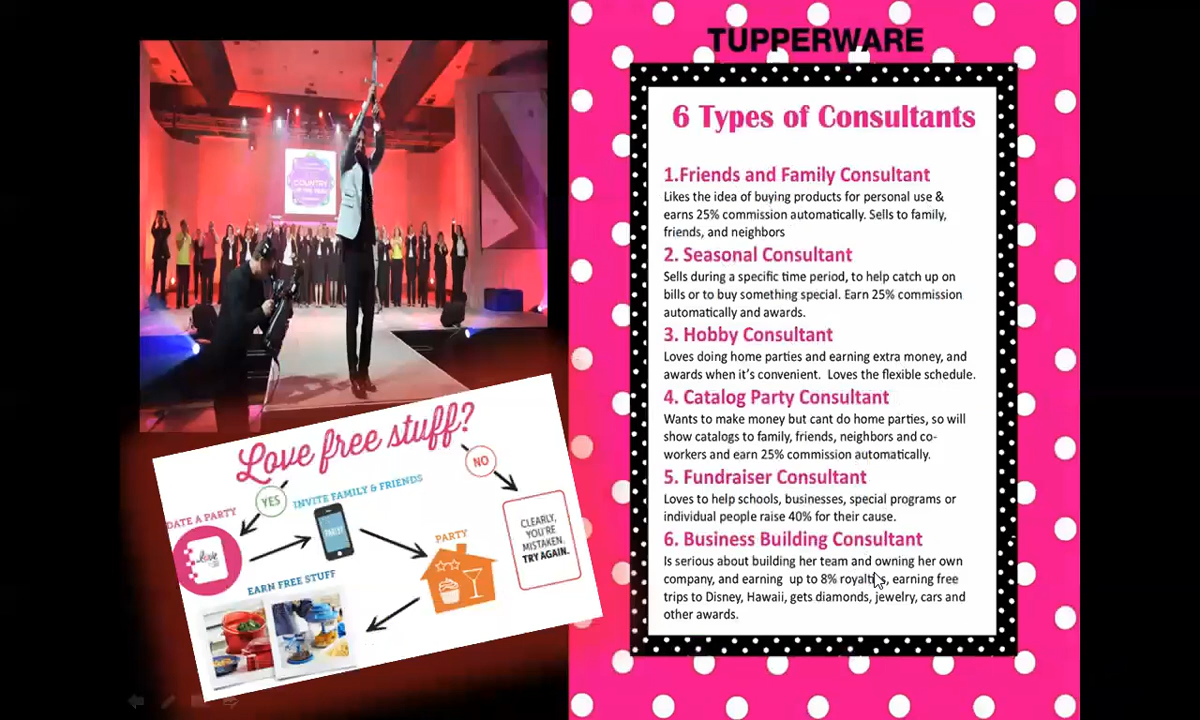 COUNTRY
Love free stuff?
NO
YES
INVITE FAMILY & FRIENDS
DATE A PARTY
PARTY
CLEARLY,
YOU'RE
MISTAKEN.
TRY AGAIN.
EARN FREE STUFF
TUPPERWARE
6 Types of Consultants
1.Friends and Family Consultant
Likes the idea of buying products for personal use &
earns 25% commission automatically. Sells to family,
friends, and neighbors
2. Seasonal Consultant
Sells during a specific time period, to help catch up on
bills or to buy something special. Earn 25% commission
automatically and awards.
3. Hobby Consultant
Loves doing home parties and earning extra money, and
awards when it's convenient. Loves the flexible schedule.
4. Catalog Party Consultant
Wants to make money but cant do home parties, so will
show catalogs to family, friends, neighbors and co-
workers and earn 25% commission automatically.
5. Fundraiser Consultant
Loves to help schools, businesses, special programs or
individual people raise 40% for their cause.
6. Business Building Consultant
Is serious about building her team and owning her own
company, and earning up to 8% royalties, earning free
trips to Disney, Hawaii, gets diamonds, jewelry, cars and
other awards.